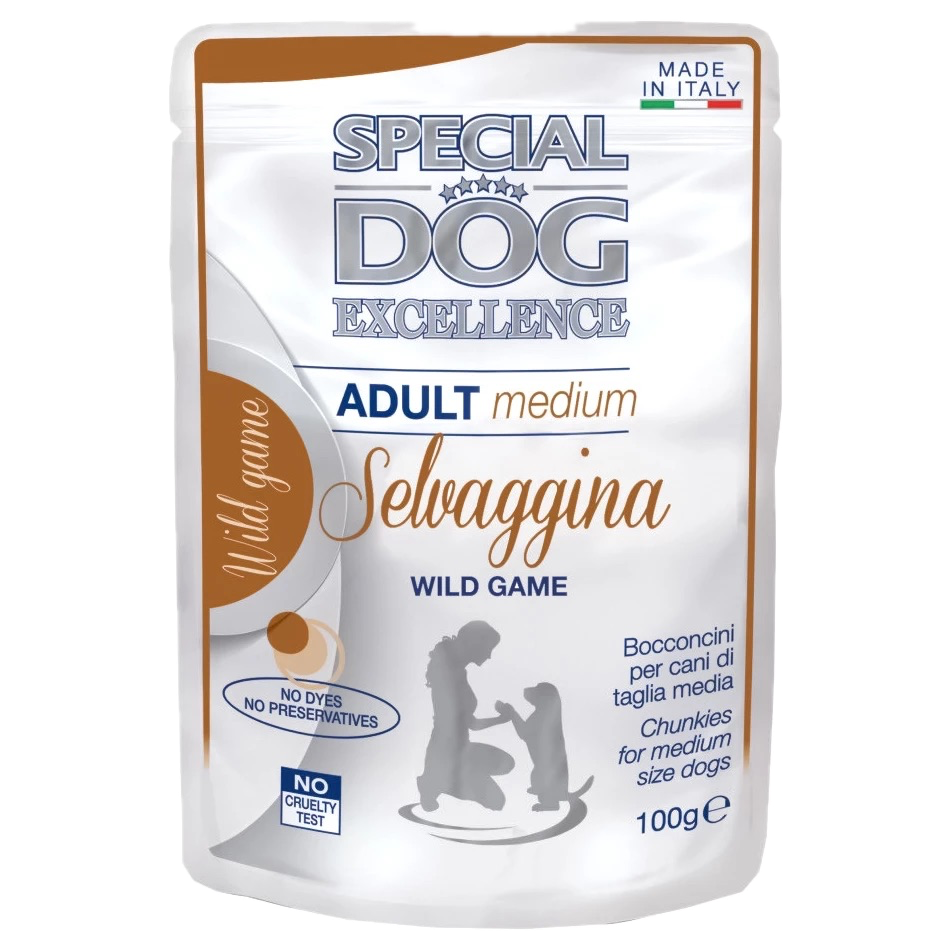 MADE
IN ITALY
SPECIAL
DOG
EXCELLENCE
ADULT medium
Selvaggina
WILD GAME
Wild game
NO DYES
NO PRESERVATIVES
NO
CRUELTY
TEST
Bocconcini
per cani di
taglia media
Chunkies
for medium
size dogs
100g℮